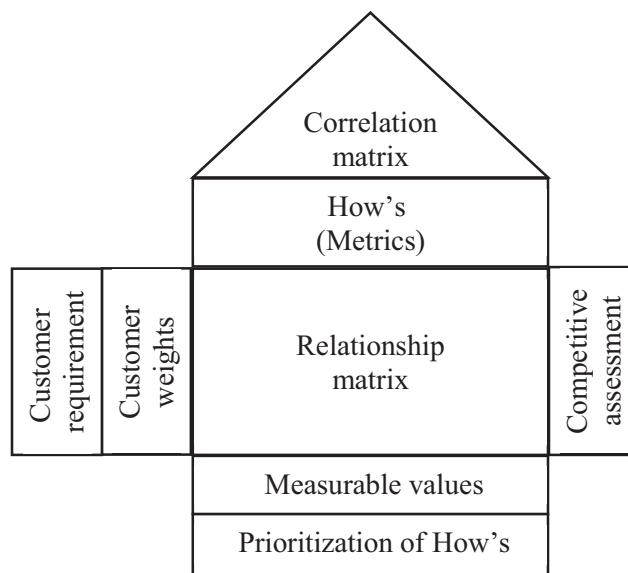 Correlation
matrix
How's
(Metrics)
Customer
requirement
Customer
weights
Relationship
matrix
Competitive
assessment
Measurable values
Prioritization of How's